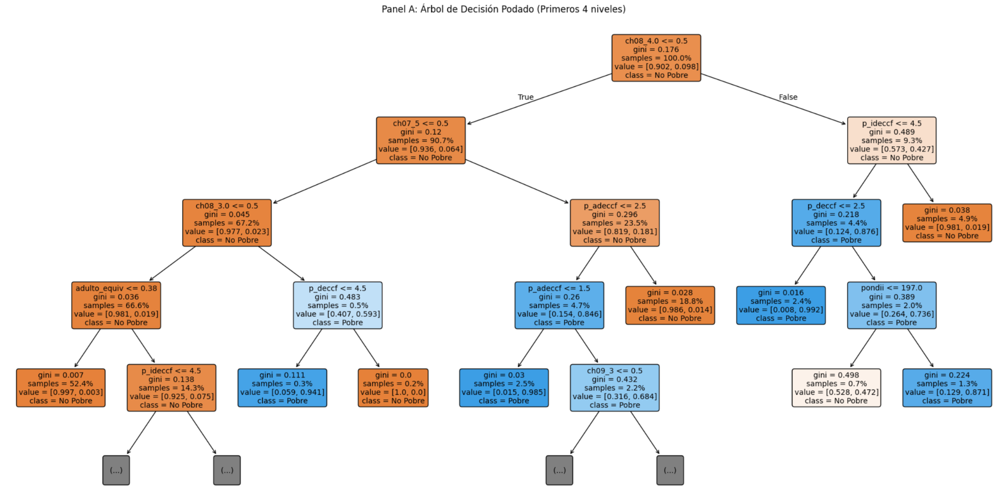 Panel A: Árbol de Decisión Podado (Primeros 4 niveles)
ch08_4.0 <= 0.5
gini = 0.176
samples = 100.0%
value = [0.902, 0.098]
class = No Pobre
True
False
ch07_5 <= 0.5
gini = 0.12
samples = 90.7%
value = [0.936, 0.064]
class = No Pobre
p_ideccf <= 4.5
gini = 0.489
samples = 9.3%
value = [0.573, 0.427]
class = No Pobre
ch08_3.0 <= 0.5
gini = 0.045
samples = 67.2%
value = [0.977, 0.023]
class = No Pobre
p_adeccf <= 2.5
gini = 0.296
samples = 23.5%
value = [0.819, 0.181]
class = No Pobre
p_deccf <= 2.5
gini = 0.218
samples = 4.4%
value = [0.124, 0.876]
class = Pobre
gini = 0.038
samples = 4.9%
value = [0.981, 0.019]
class = No Pobre
adulto_equiv <= 0.38
gini = 0.036
samples = 66.6%
value = [0.981, 0.019]
class = No Pobre
p_deccf <= 4.5
gini = 0.483
samples = 0.5%
value = [0.407, 0.593]
class = Pobre
p_adeccf <= 1.5
gini = 0.26
samples = 4.7%
value = [0.154, 0.846]
class = Pobre
gini = 0.028
samples = 18.8%
value = [0.986, 0.014]
class = No Pobre
gini = 0.016
samples = 2.4%
value = [0.008, 0.992]
class = Pobre
pondii <= 197.0
gini = 0.389
samples = 2.0%
value = [0.264, 0.736]
class = Pobre
gini = 0.007
samples = 52.4%
value = [0.997, 0.003]
class = No Pobre
p_ideccf <= 4.5
gini = 0.138
samples = 14.3%
value = [0.925, 0.075]
class = No Pobre
gini = 0.111
samples = 0.3%
value = [0.059, 0.941]
class = Pobre
gini = 0.0
samples = 0.2%
value = [1.0, 0.0]
class = No Pobre
gini = 0.03
samples = 2.5%
value = [0.015, 0.985]
class = Pobre
ch09_3 <= 0.5
gini = 0.432
samples = 2.2%
value = [0.316, 0.684]
class = Pobre
gini = 0.498
samples = 0.7%
value = [0.528, 0.472]
class = No Pobre
gini = 0.224
samples = 1.3%
value = [0.129, 0.871]
class = Pobre
(...)
(...)
(...)
(...)